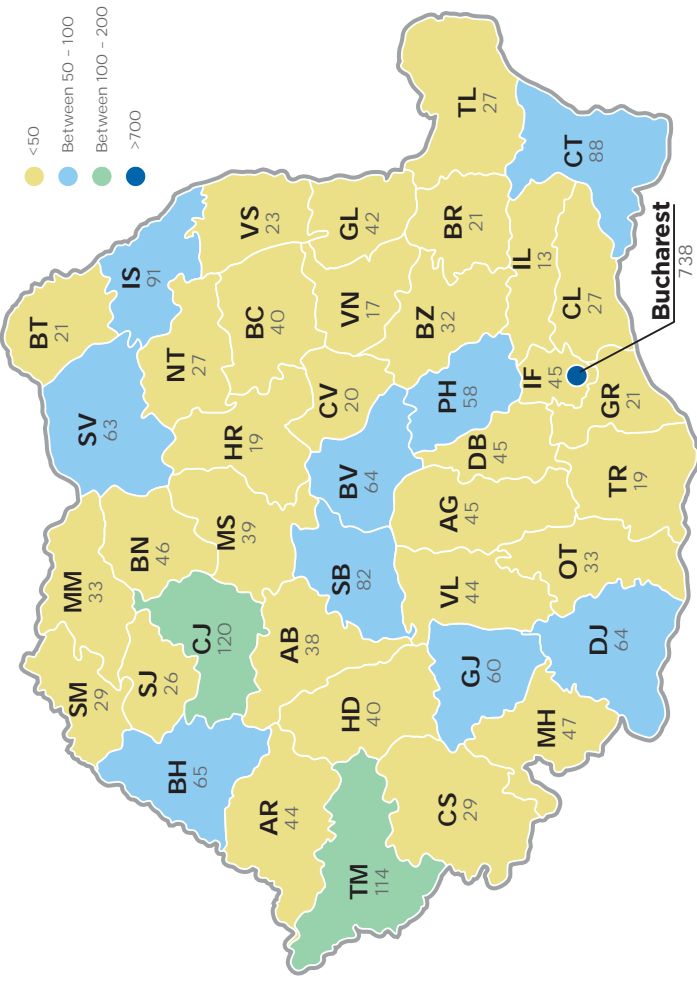 <50
Between 50 - 100
Between 100 - 200
>700
BT
21
SV
63
IS
91
MM
33
SM
29
BN
46
SJ
26
NT
27
VS
23
CJ
120
BH
65
MS
39
HR
19
BC
40
AB
38
AR
44
GL
42
VN
17
CV
20
BV
64
SB
82
HD
40
TM
114
BR
21
BZ
32
PH
58
TL
27
CS
29
GJ
60
VL
44
AG
45
DB
45
IL
13
IF
45
CT
88
MH
47
CL
27
OT
33
DJ
64
TR
19
GR
21
Bucharest
738